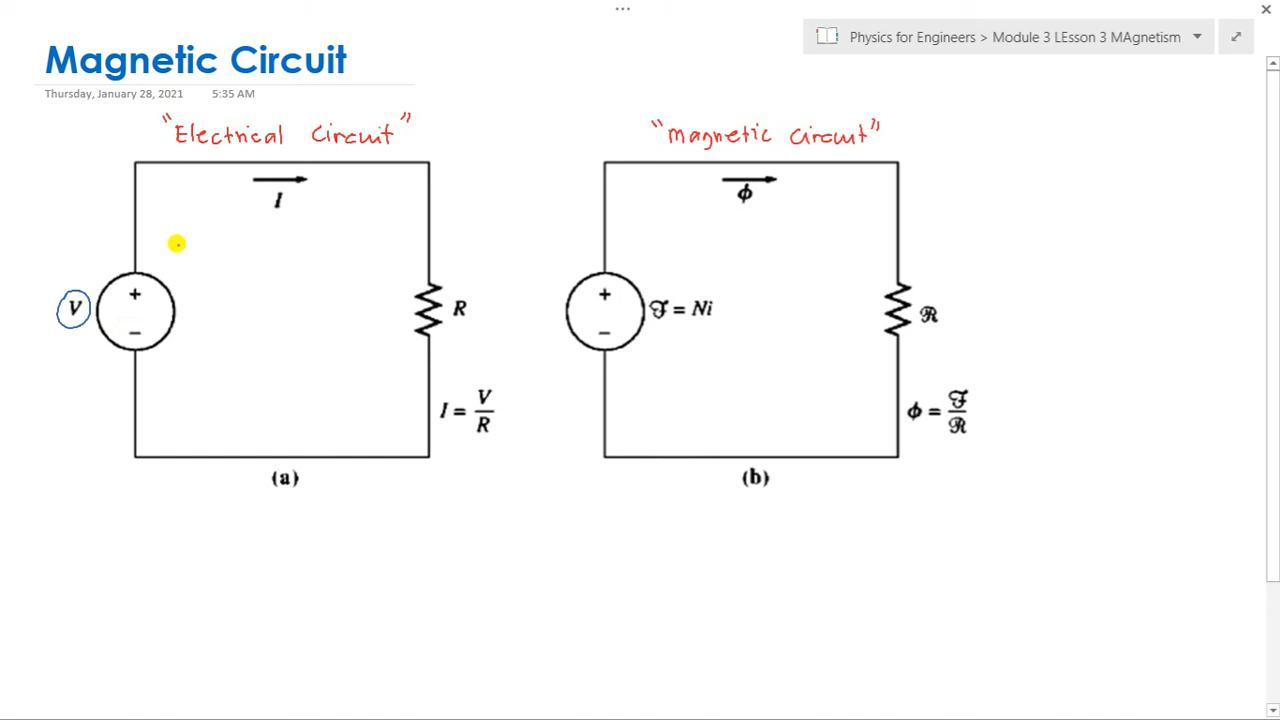 Physics for Engineers > Module 3 LEsson 3 MAgnetism
Magnetic Circuit
Thursday, January 28, 2021 5:35 AM
"Electrical Circuit"
I
V
+
−
R
I = V/R
(a)
"Magnetic Circuit"
ϕ
+
−
ℱ = Ni
ℛ
ϕ = ℱ/ℛ
(b)